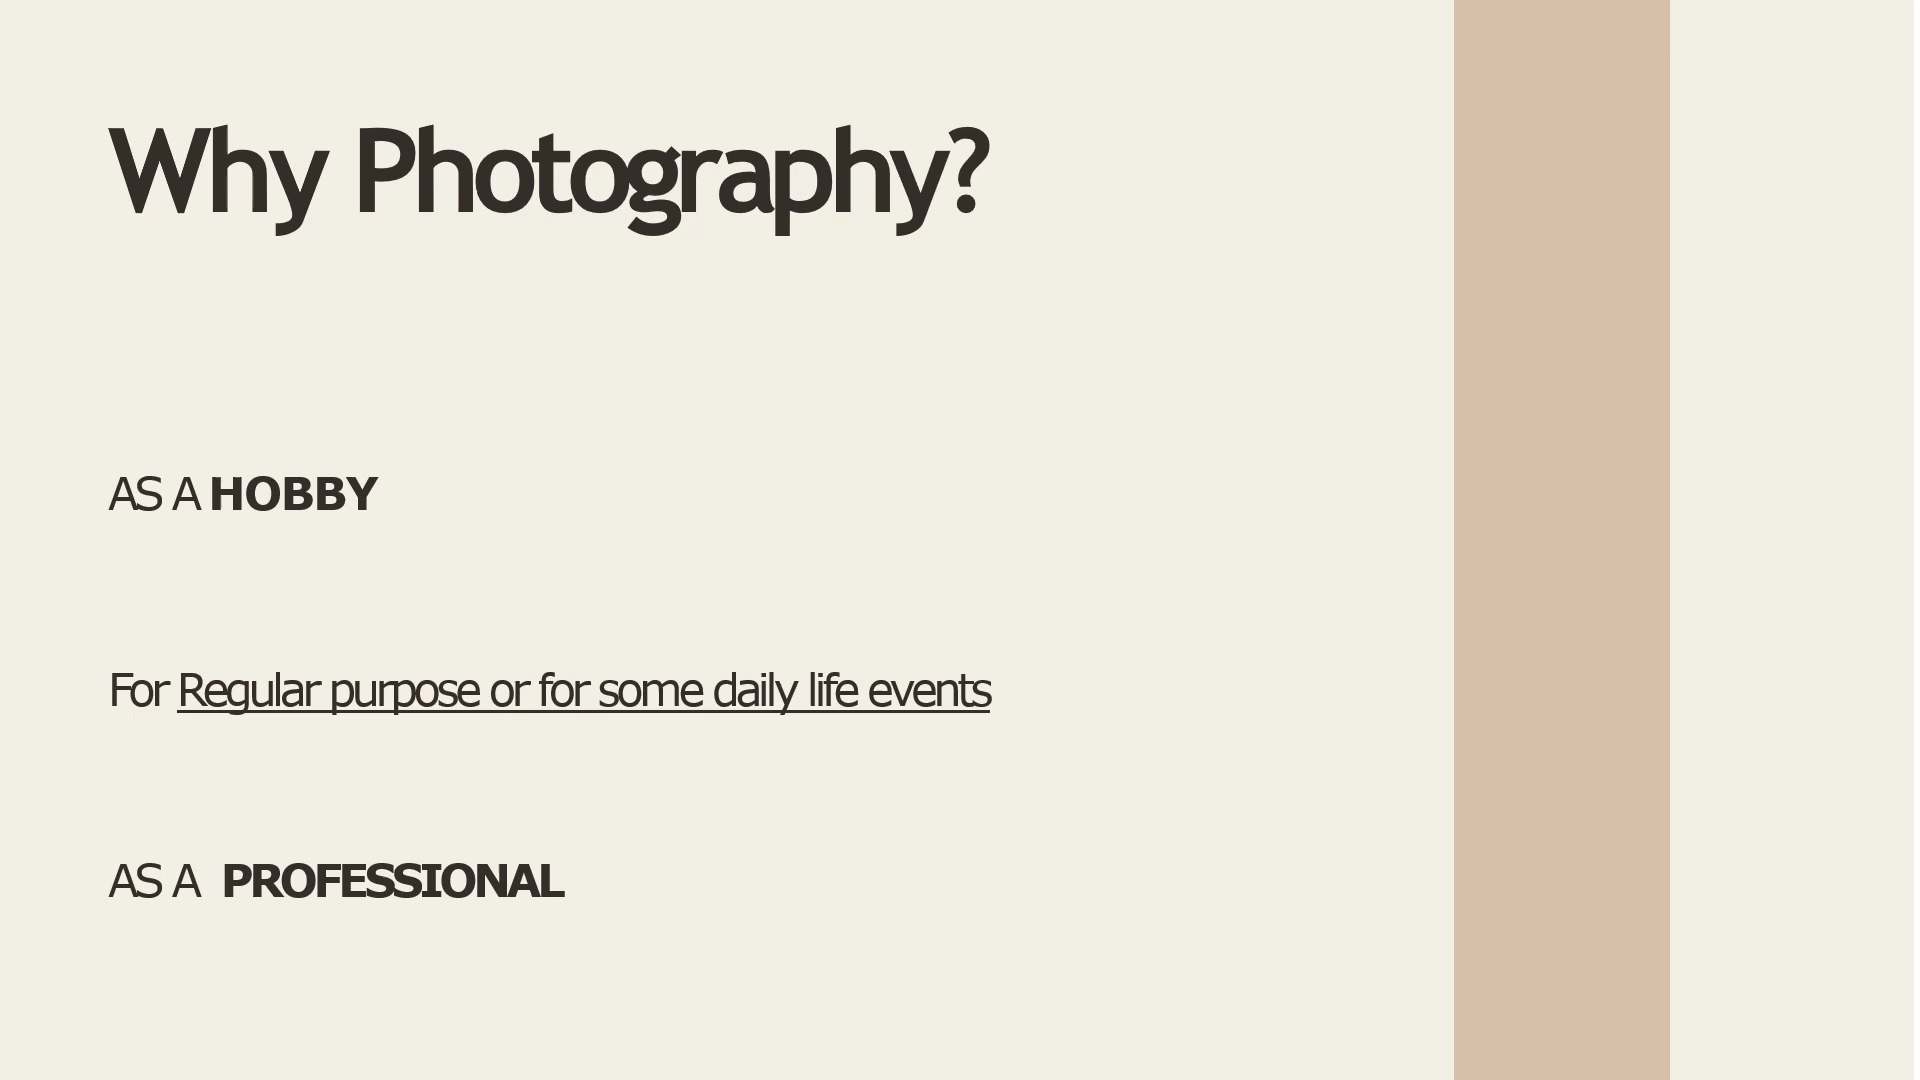 Why Photography?
AS A HOBBY
For Regular purpose or for some daily life events
AS A PROFESSIONAL